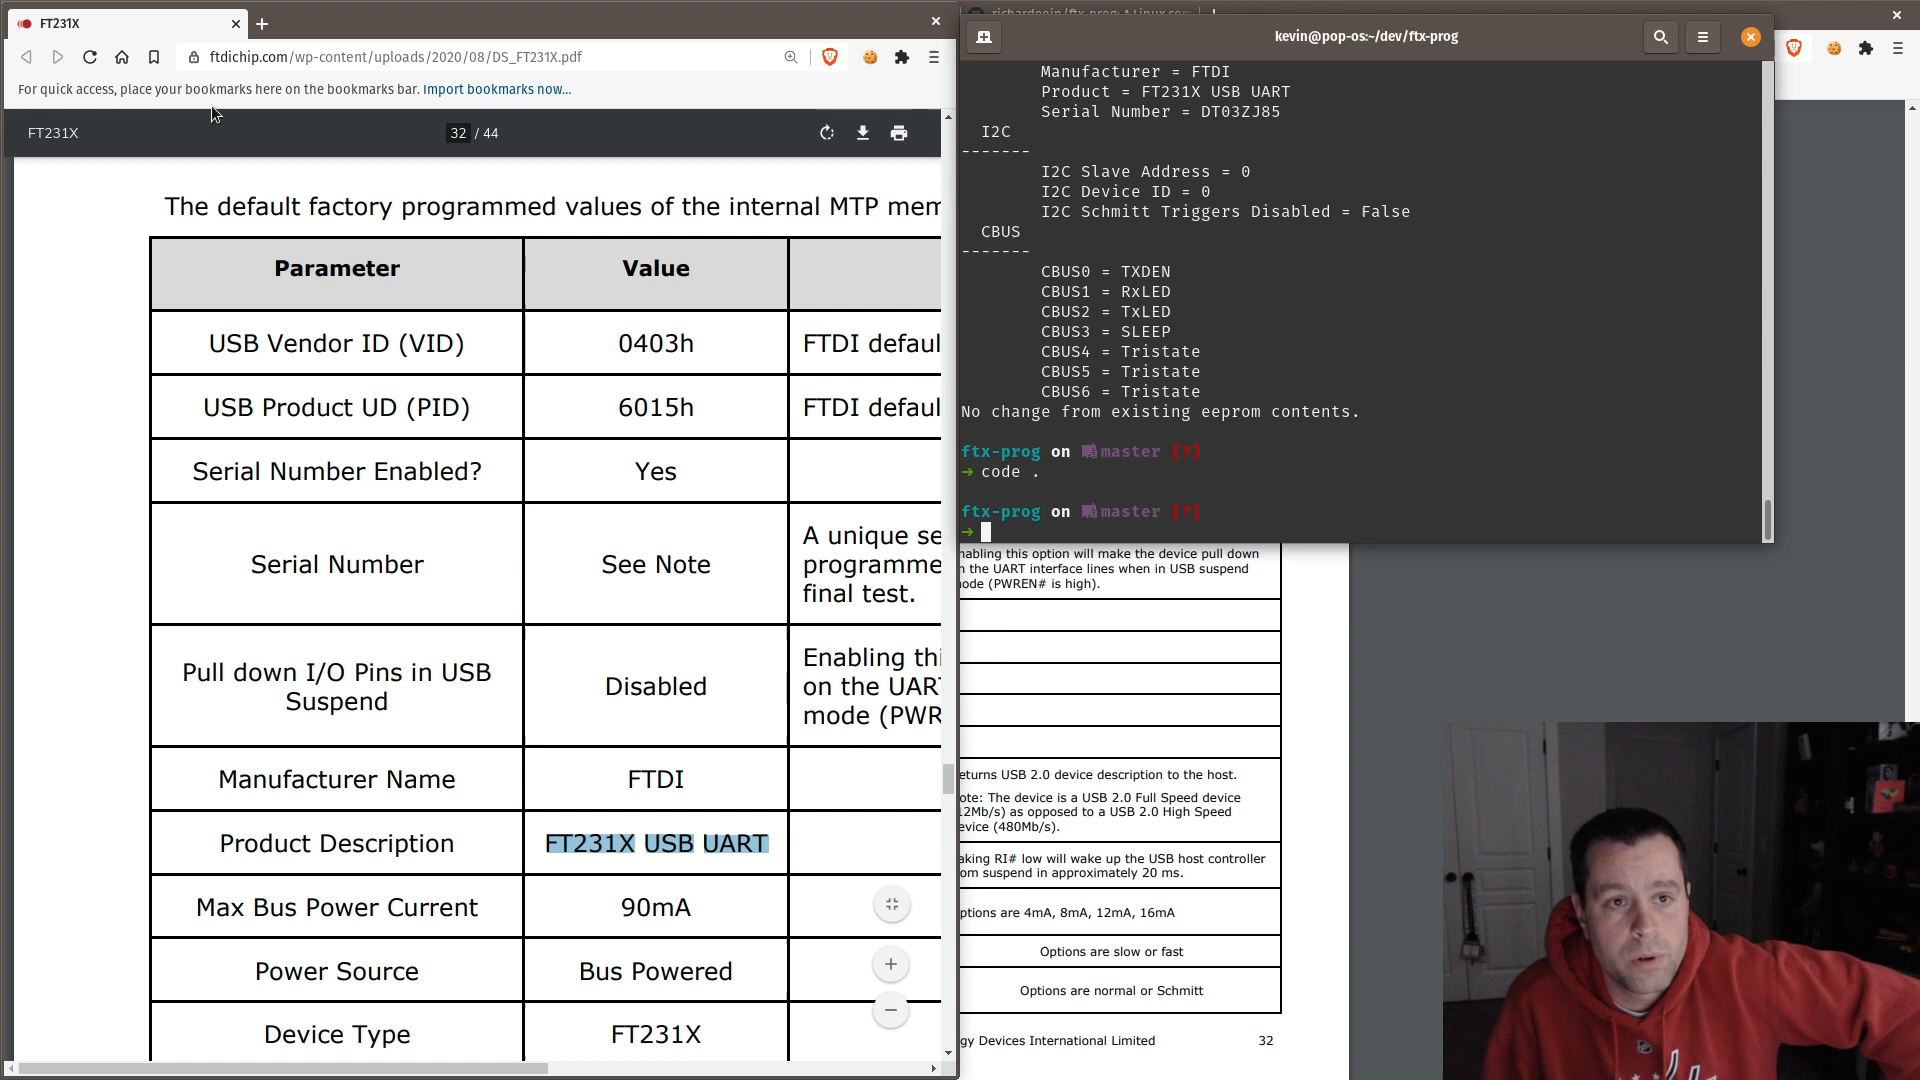 FT231X
ftdichip.com/wp-content/uploads/2020/08/DS_FT231X.pdf
For quick access, place your bookmarks here on the bookmarks bar. Import bookmarks now...
FT231X
32 / 44
The default factory programmed values of the internal MTP mem
Parameter Value
USB Vendor ID (VID) 0403h FTDI defaul
USB Product UD (PID) 6015h FTDI defaul
Serial Number Enabled? Yes
Serial Number See Note
A unique se
programme
final test.
Pull down I/O Pins in USB
Suspend
Disabled
Enabling thi
on the UAR
mode (PWR
Manufacturer Name FTDI
Product Description FT231X USB UART
Max Bus Power Current 90mA
Power Source Bus Powered
Device Type FT231X
kevin@pop-os:~/dev/ftx-prog
Manufacturer = FTDI
Product = FT231X USB UART
Serial Number = DT03ZJ85
I2C
-------
I2C Slave Address = 0
I2C Device ID = 0
I2C Schmitt Triggers Disabled = False
CBUS
-------
CBUS0 = TXDEN
CBUS1 = RxLED
CBUS2 = TxLED
CBUS3 = SLEEP
CBUS4 = Tristate
CBUS5 = Tristate
CBUS6 = Tristate
No change from existing eeprom contents.
ftx-prog on master [?]
→ code .
ftx-prog on master [?]
→
nabling this option will make the device pull down
n the UART interface lines when in USB suspend
ode (PWREN# is high).
eturns USB 2.0 device description to the host.
ote: The device is a USB 2.0 Full Speed device
12Mb/s) as opposed to a USB 2.0 High Speed
evice (480Mb/s).
aking RI# low will wake up the USB host controller
om suspend in approximately 20 ms.
ptions are 4mA, 8mA, 12mA, 16mA
Options are slow or fast
Options are normal or Schmitt
gy Devices International Limited 32